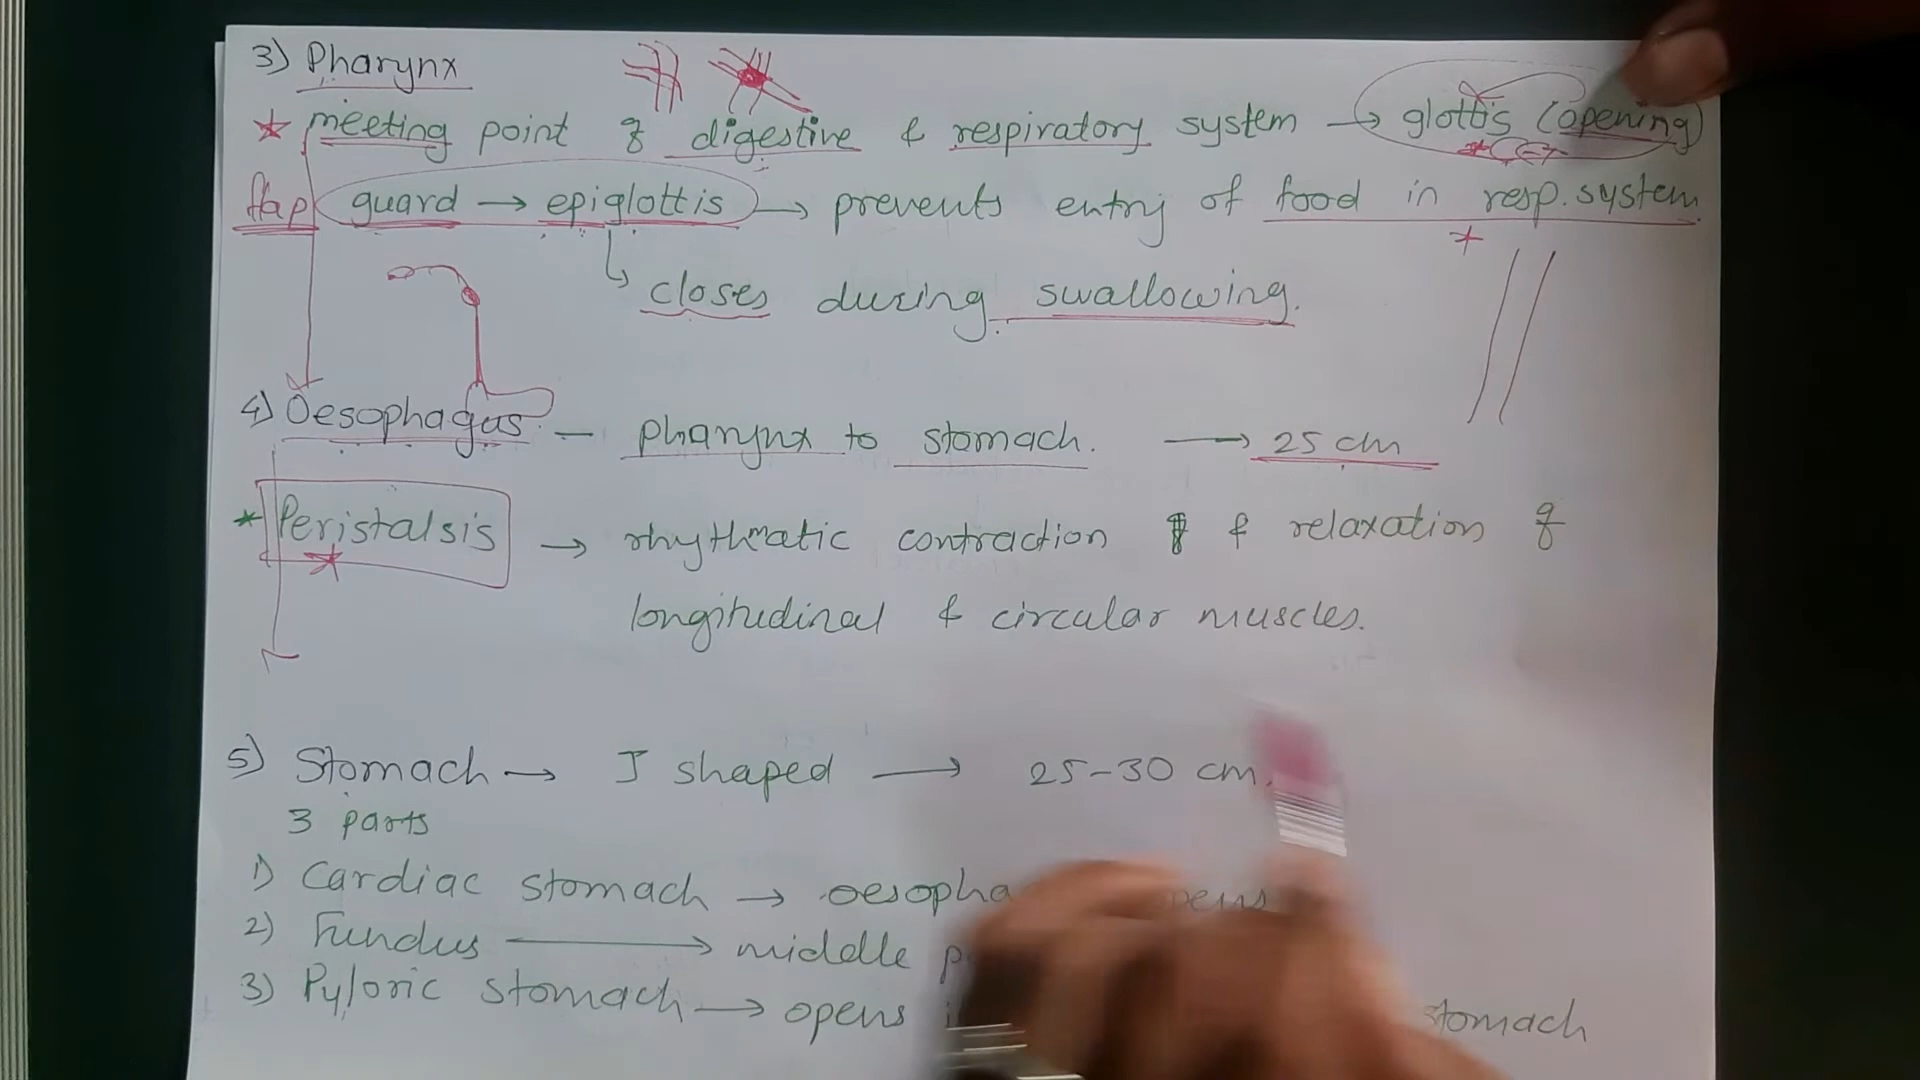 3) Pharynx
* meeting point of digestive & respiratory system → glottis (opening)
flap guard → epiglottis → prevents entry of food in resp. system.
↳ closes during swallowing.
4) Oesophagus – pharynx to stomach. → 25 cm
* Peristalsis → rhythmatic contraction & relaxation of
longitudinal & circular muscles.
5) Stomach → J shaped → 25-30 cm.
3 parts
1) Cardiac stomach →
2) Fundus → middle
3) Pyloric stomach → opens stomach